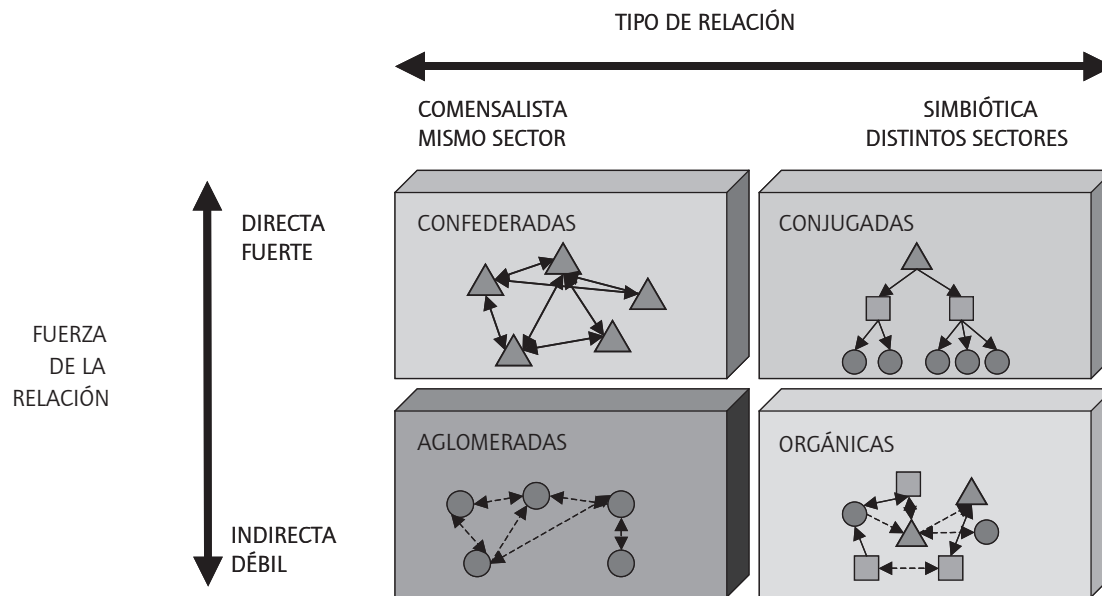 TIPO DE RELACIÓN
COMENSALISTA
MISMO SECTOR
SIMBIÓTICA
DISTINTOS SECTORES
FUERZA
DE LA
RELACIÓN
DIRECTA
FUERTE
CONFEDERADAS
CONJUGADAS
INDIRECTA
DÉBIL
AGLOMERADAS
ORGÁNICAS